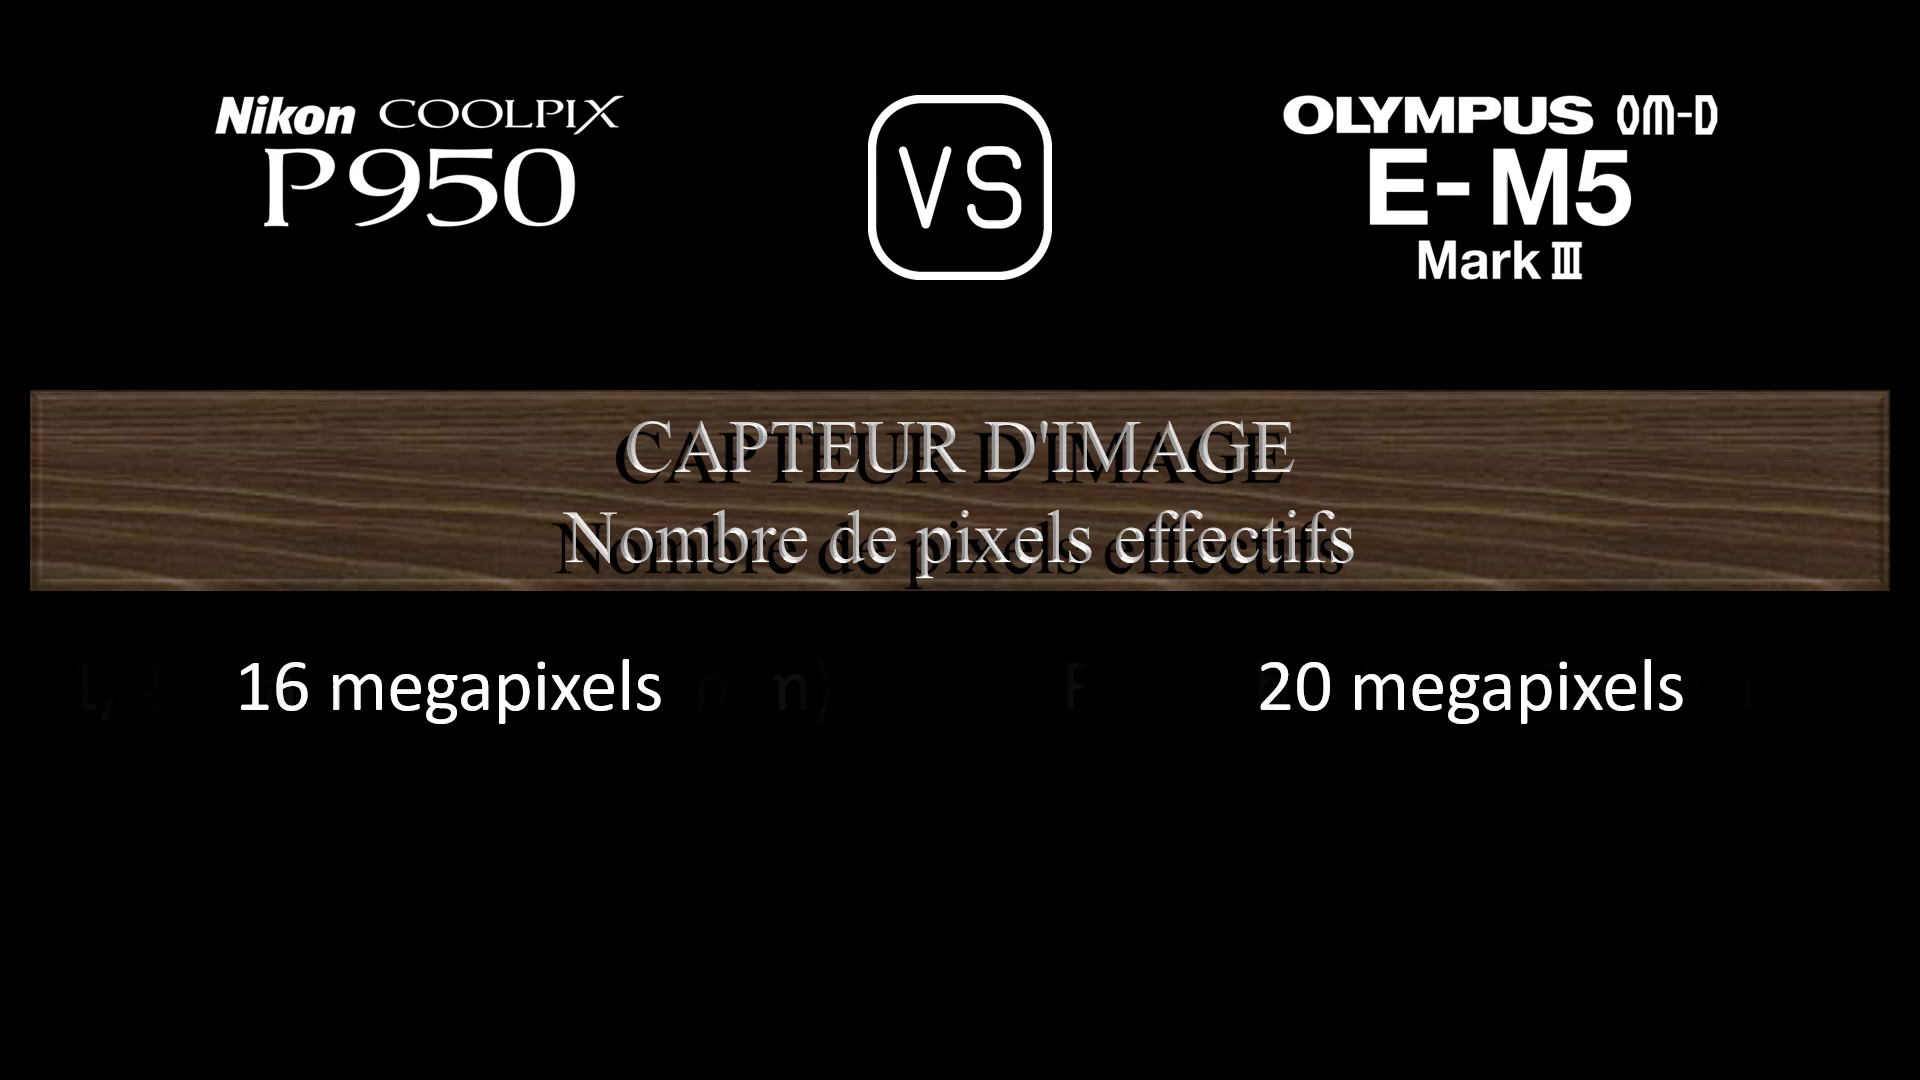 Nikon COOLPIX
P950
VS
OLYMPUS OM-D
E-M5
Mark III
CAPTEUR D'IMAGE
Nombre de pixels effectifs
16 megapixels
20 megapixels